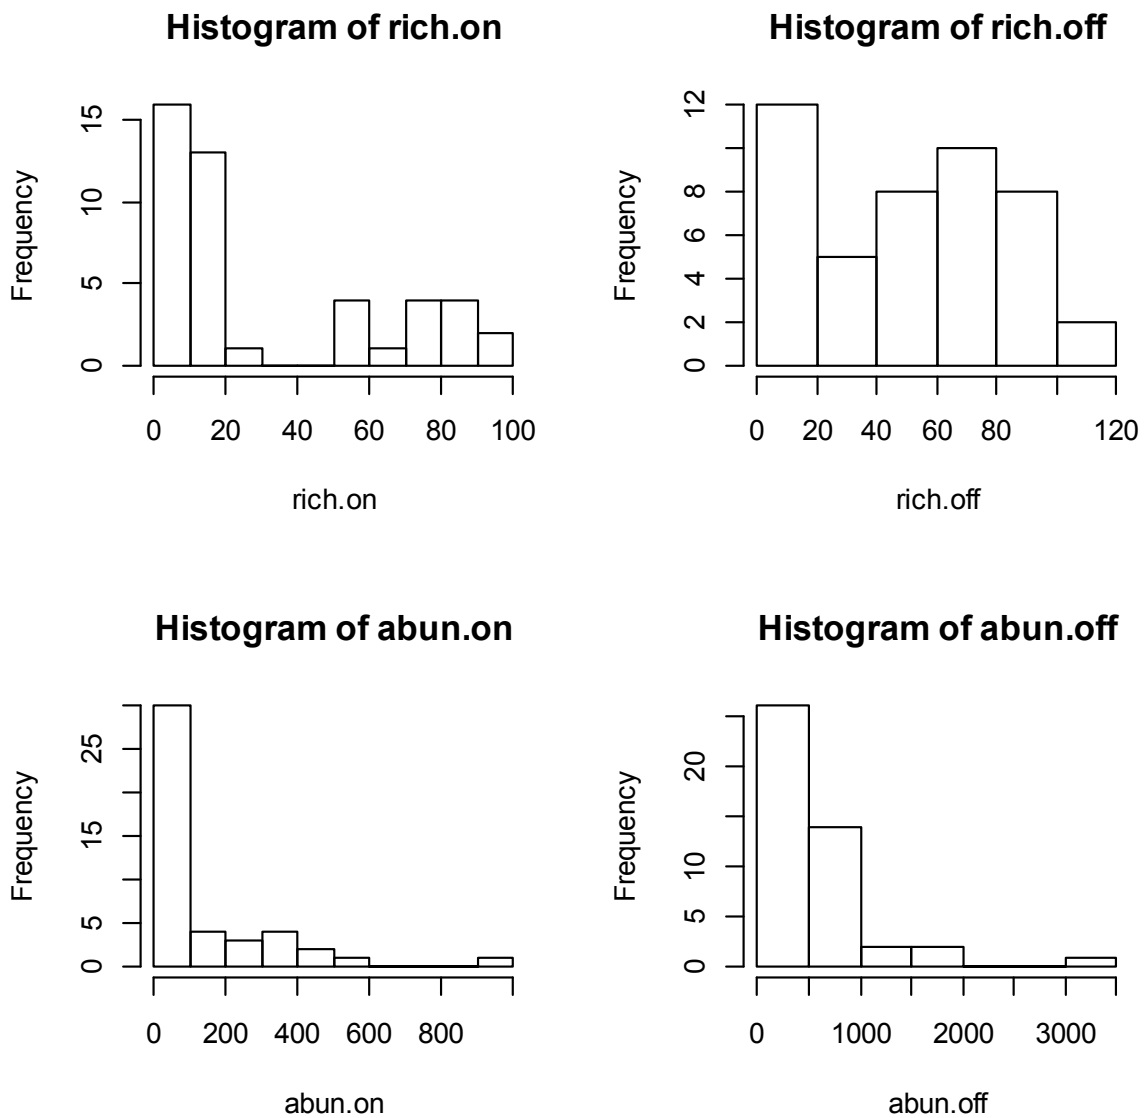 Histogram of rich.on
Frequency
15
10
5
0
0 20 40 60 80 100
rich.on
Histogram of rich.off
Frequency
12
8
6
4
2
0
0 20 40 60 80 120
rich.off
Histogram of abun.on
Frequency
25
15
5
0
0 200 400 600 800
abun.on
Histogram of abun.off
Frequency
20
10
5
0
0 1000 2000 3000
abun.off